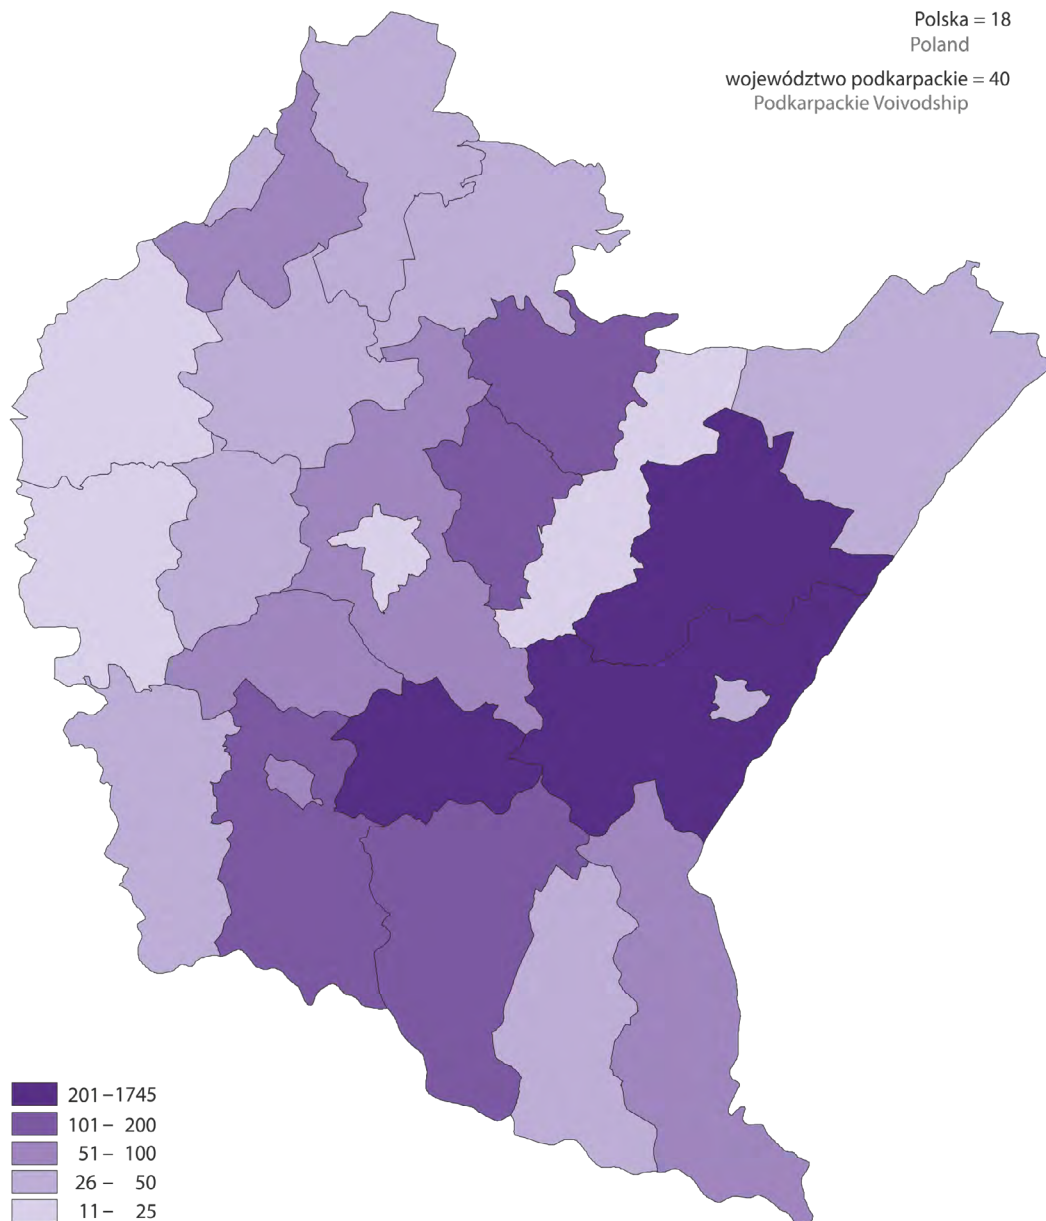 Polska = 18
Poland
województwo podkarpackie = 40
Podkarpackie Voivodship
201 – 1745
101 – 200
51 – 100
26 – 50
11 – 25